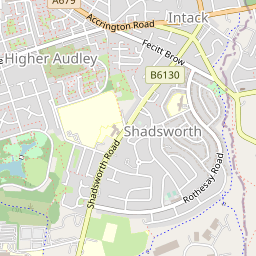 A679
Accrington Road
Intack
Fecitt Brow
Higher Audley
B6130
Shadsworth
Shadsworth Road
Rothesay Road